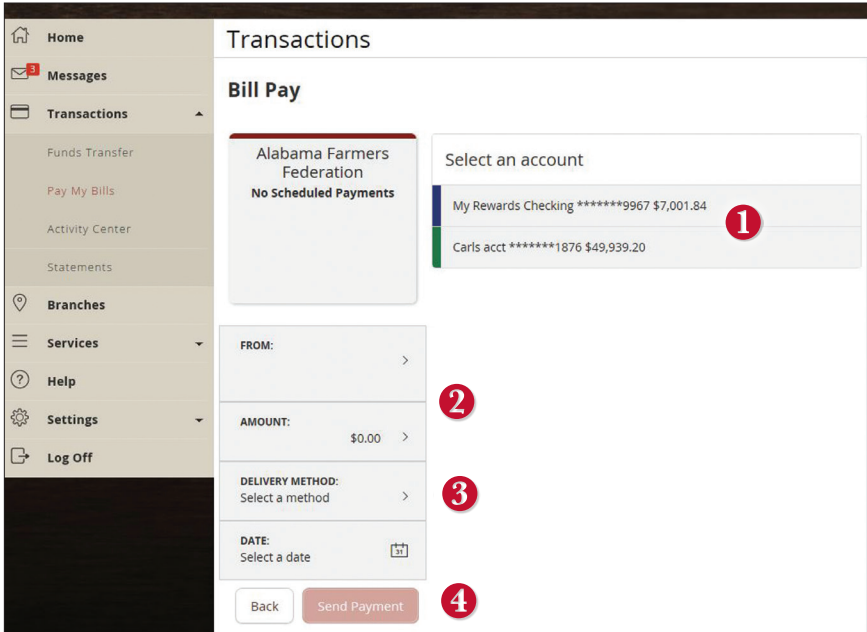 Home
3
Messages
Transactions
Funds Transfer
Pay My Bills
Activity Center
Statements
Branches
Services
Help
Settings
Log Off
Transactions
Bill Pay
Alabama Farmers
Federation
No Scheduled Payments
Select an account
My Rewards Checking *******9967 $7,001.84
Carls acct *******1876 $49,939.20
1
FROM:
2
AMOUNT:
$0.00
DELIVERY METHOD:
Select a method
3
DATE:
Select a date
31
Back
Send Payment
4